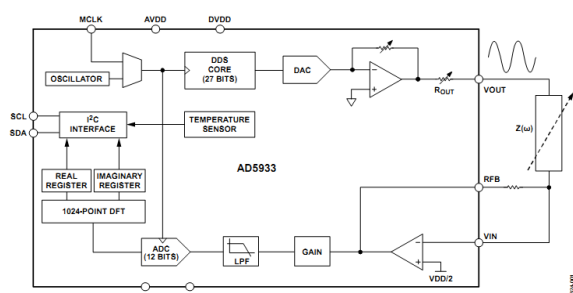 MCLK
AVDD
DVDD
OSCILLATOR
DDS
CORE
(27 BITS)
DAC
ROUT
VOUT
SCL
SDA
I2C
INTERFACE
TEMPERATURE
SENSOR
Z(ω)
AD5933
REAL
REGISTER
IMAGINARY
REGISTER
RFB
1024-POINT DFT
ADC
(12 BITS)
LPF
GAIN
VIN
VDD/2